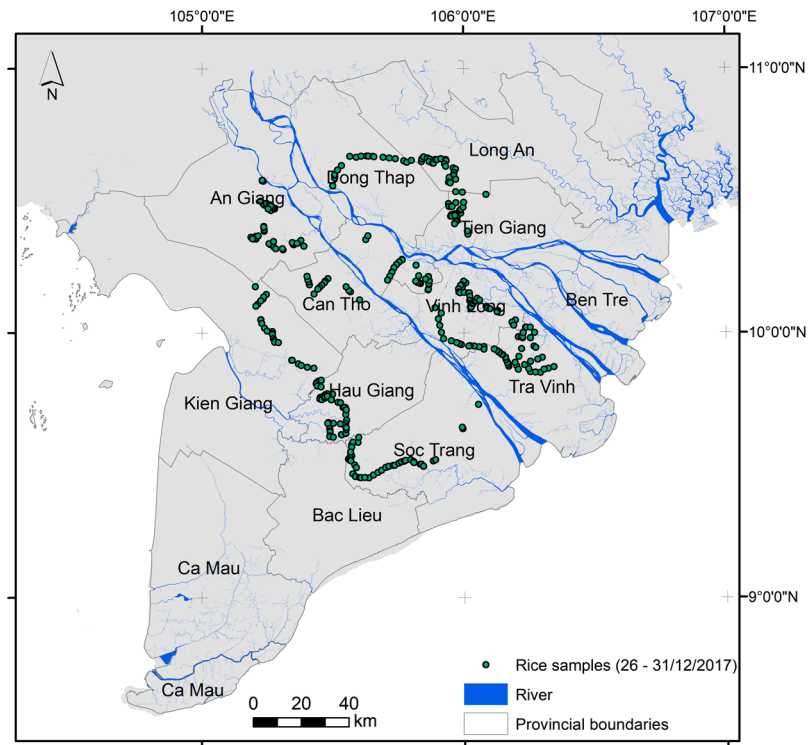 105°0'0"E 106°0'0"E 107°0'0"E
11°0'0"N
N
Long An
Dong Thap
An Giang
Tien Giang
Can Tho
Vinh Long
Ben Tre
10°0'0"N
Hau Giang
Tra Vinh
Kien Giang
Soc Trang
Bac Lieu
Ca Mau
9°0'0"N
Rice samples (26 - 31/12/2017)
Ca Mau
River
0 20 40
km
Provincial boundaries